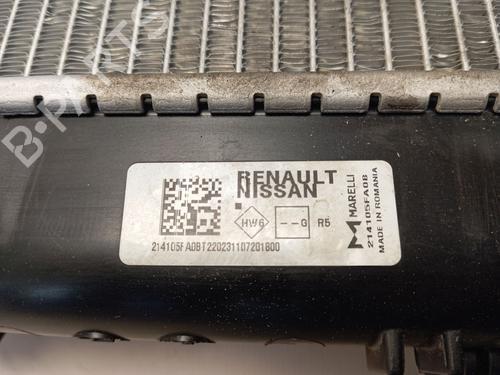 B-PARTS
RENAULT
NISSAN
HW6
--G
R5
214105FA0BT220231107201800
MARELLI
214105FA0B
MADE IN ROMANIA